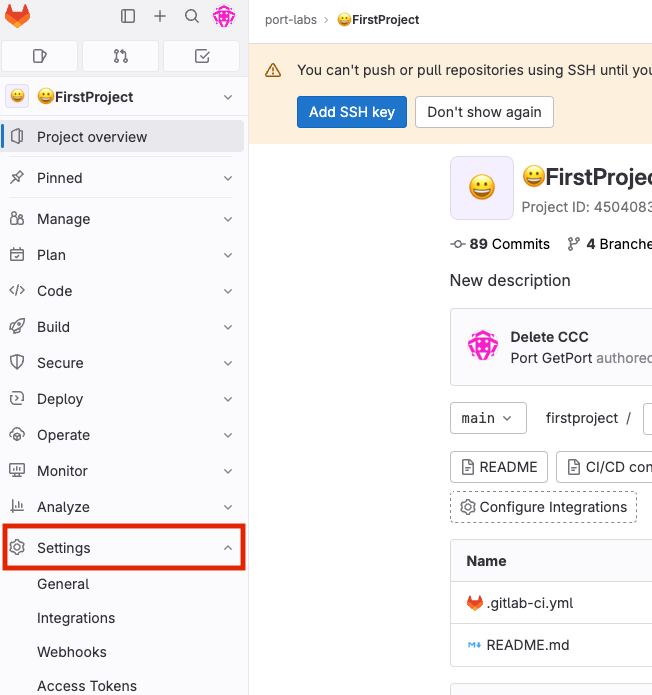 port-labs › 😀FirstProject
You can't push or pull repositories using SSH until you
Add SSH key
Don't show again
😀FirstProject
Project overview
Pinned
Manage
Plan
Code
Build
Secure
Deploy
Operate
Monitor
Analyze
Settings
General
Integrations
Webhooks
Access Tokens
😀FirstProjec
Project ID: 4504083
89 Commits
4 Branche
New description
Delete CCC
Port GetPort authored
main
firstproject /
README
CI/CD con
Configure Integrations
Name
.gitlab-ci.yml
README.md